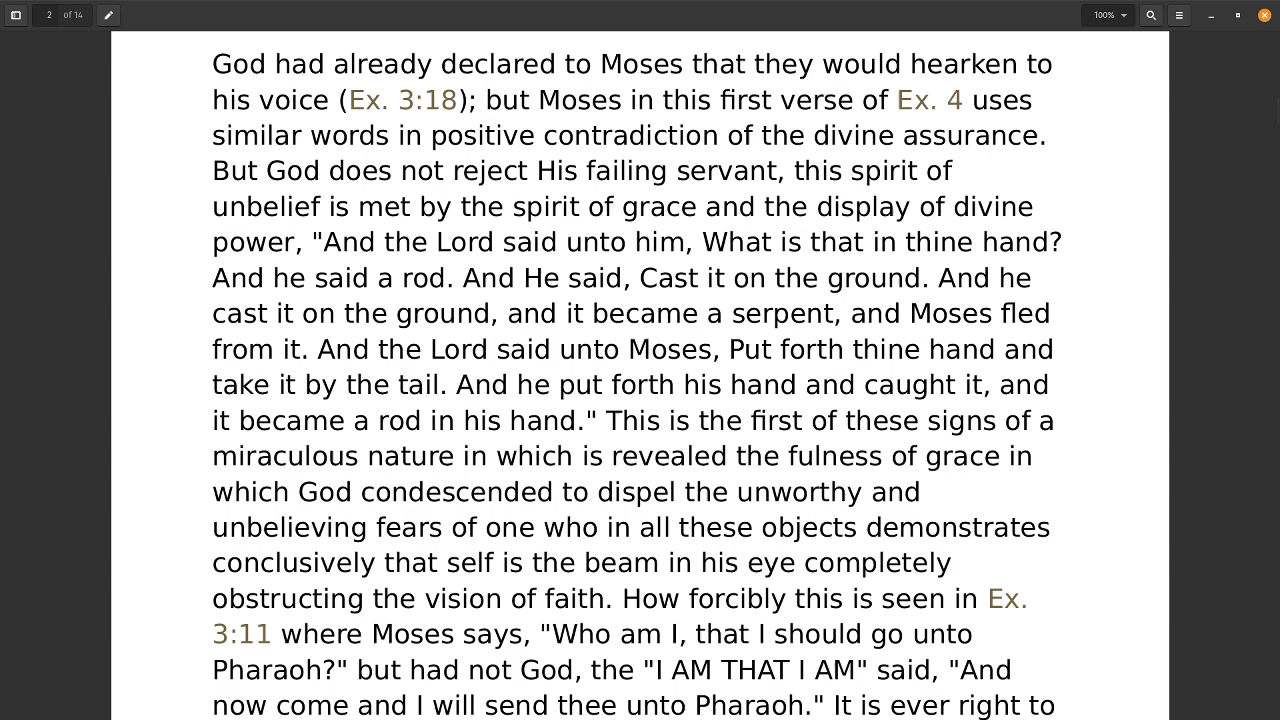 2 of 14
100%
God had already declared to Moses that they would hearken to
his voice (Ex. 3:18); but Moses in this first verse of Ex. 4 uses
similar words in positive contradiction of the divine assurance.
But God does not reject His failing servant, this spirit of
unbelief is met by the spirit of grace and the display of divine
power, "And the Lord said unto him, What is that in thine hand?
And he said a rod. And He said, Cast it on the ground. And he
cast it on the ground, and it became a serpent, and Moses fled
from it. And the Lord said unto Moses, Put forth thine hand and
take it by the tail. And he put forth his hand and caught it, and
it became a rod in his hand." This is the first of these signs of a
miraculous nature in which is revealed the fulness of grace in
which God condescended to dispel the unworthy and
unbelieving fears of one who in all these objects demonstrates
conclusively that self is the beam in his eye completely
obstructing the vision of faith. How forcibly this is seen in Ex.
3:11 where Moses says, "Who am I, that I should go unto
Pharaoh?" but had not God, the "I AM THAT I AM" said, "And
now come and I will send thee unto Pharaoh." It is ever right to